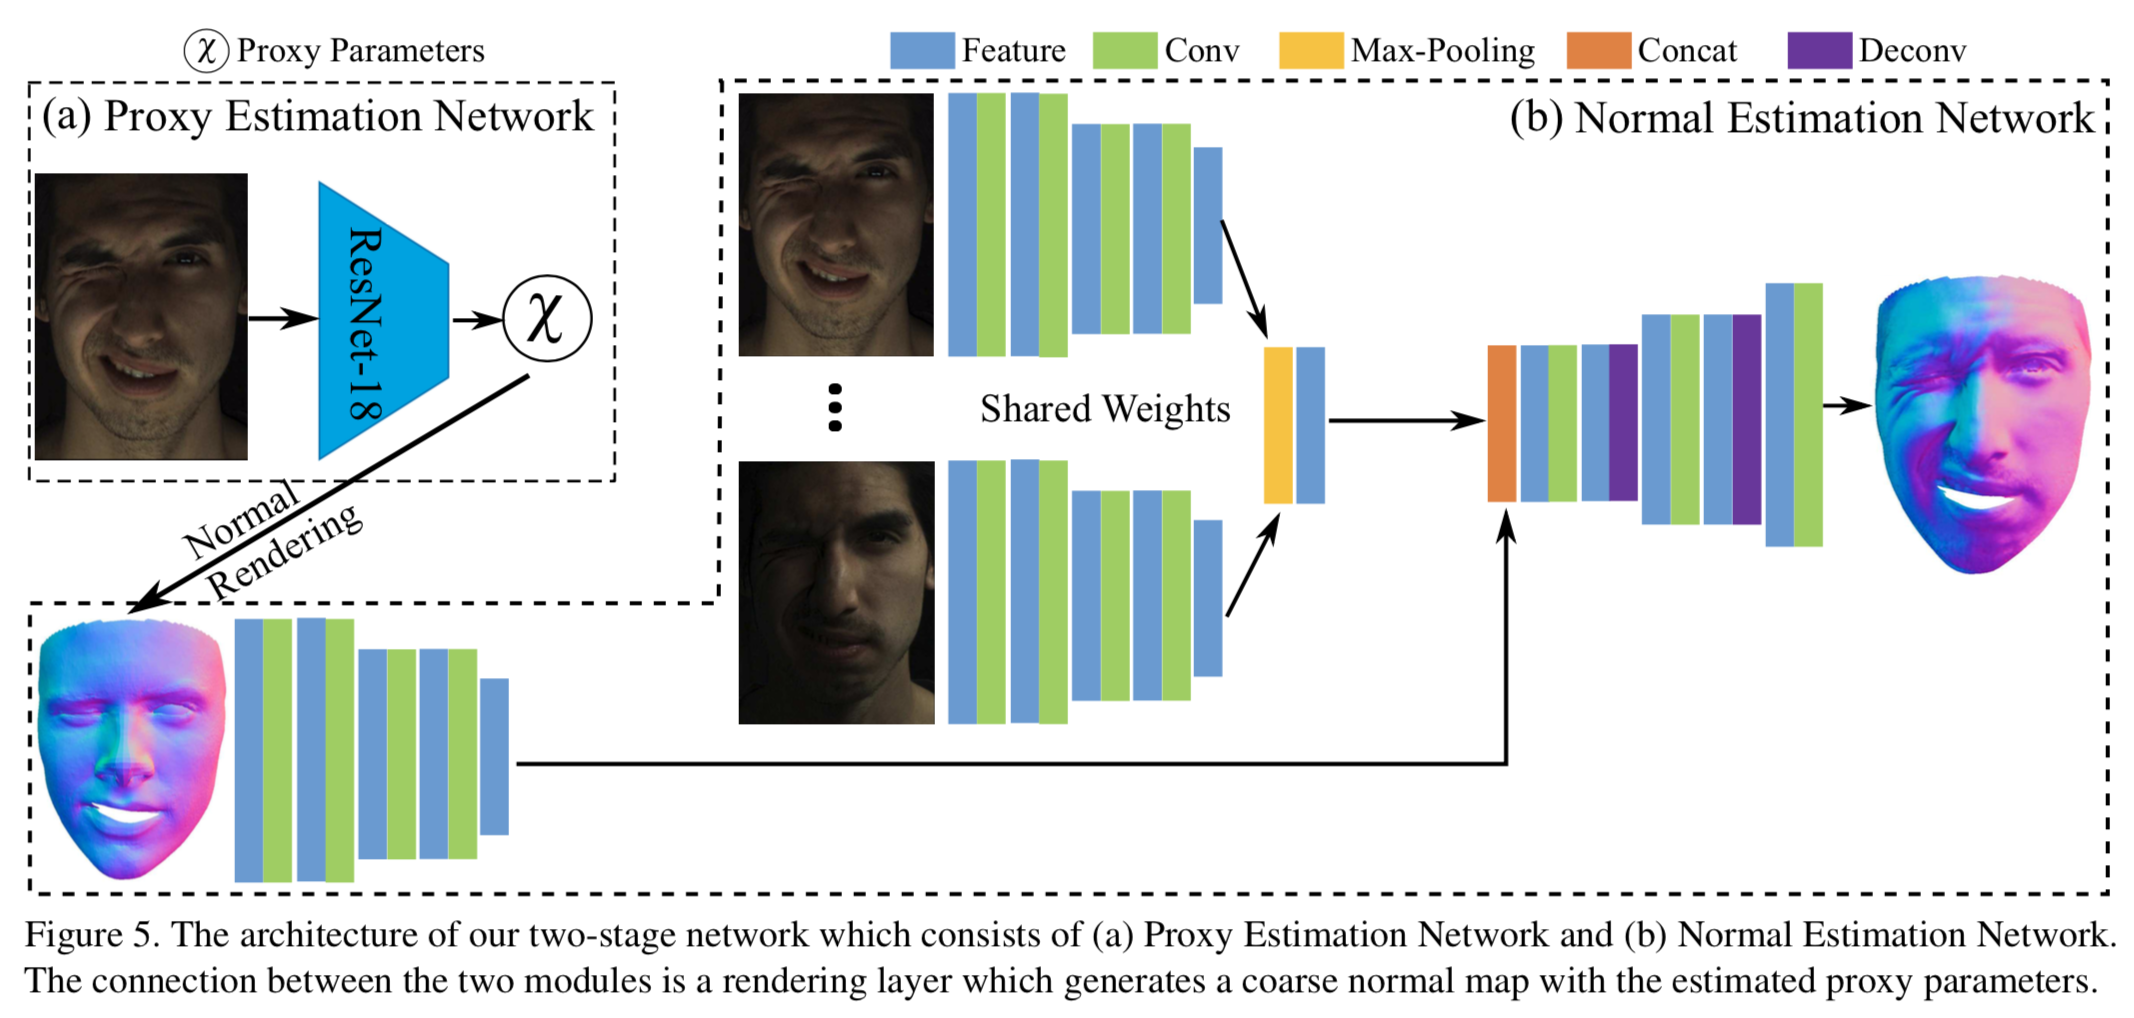 χ Proxy Parameters
Feature
Conv
Max-Pooling
Concat
Deconv
(a) Proxy Estimation Network
ResNet-18
χ
Normal
Rendering
(b) Normal Estimation Network
Shared Weights
Figure 5. The architecture of our two-stage network which consists of (a) Proxy Estimation Network and (b) Normal Estimation Network.
The connection between the two modules is a rendering layer which generates a coarse normal map with the estimated proxy parameters.